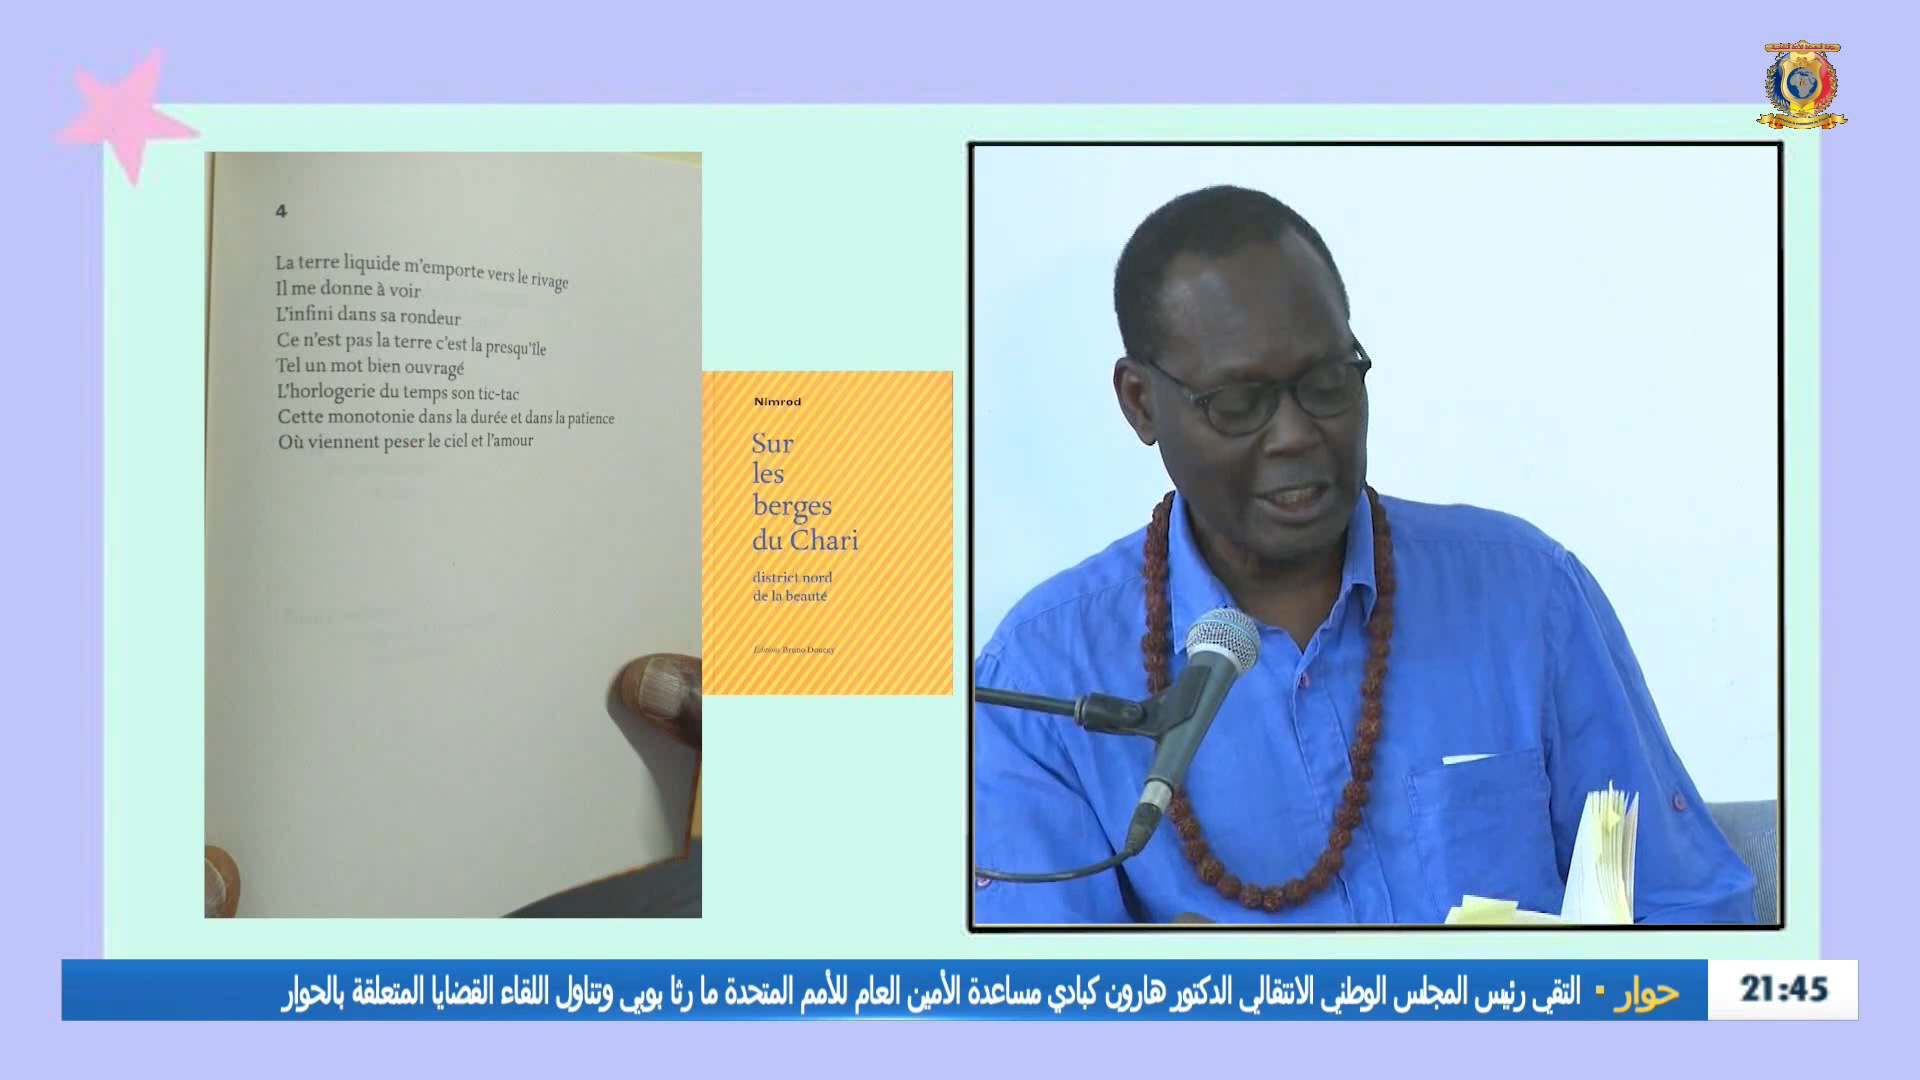 4
La terre liquide m'emporte vers le rivage
Il me donne à voir
L'infini dans sa rondeur
Ce n'est pas la terre c'est la presqu'île
Tel un mot bien ouvragé
L'horlogerie du temps son tic-tac
Cette monotonie dans la durée et dans la patience
Où viennent peser le ciel et l'amour
Nimrod
Sur
les
berges
du Chari
district nord
de la beauté
Éditions Bruno Doucey
حوار ▪ التقى رئيس المجلس الوطني الانتقالي الدكتور هارون كبادي مساعدة الأمين العام للأمم المتحدة ما رثا بوبي وتناول اللقاء القضايا المتعلقة بالحوار
21:45